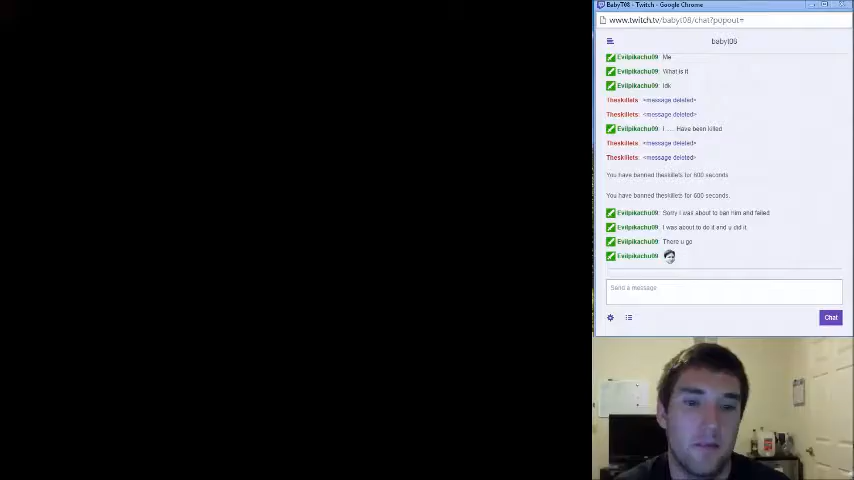 BabyT08 - Twitch - Google Chrome
www.twitch.tv/babyt08/chat?popout=
babyt08
Evilpikachu09: Me
Evilpikachu09: What is it
Evilpikachu09: Idk
Theskillets: <message deleted>
Theskillets: <message deleted>
Evilpikachu09: I ..... Have been killed
Theskillets: <message deleted>
Theskillets: <message deleted>
You have banned theskillets for 600 seconds.
You have banned theskillets for 600 seconds.
Evilpikachu09: Sorry I was about to ban him and failed
Evilpikachu09: I was about to do it and u did it
Evilpikachu09: There u go
Evilpikachu09:
Send a message
Chat